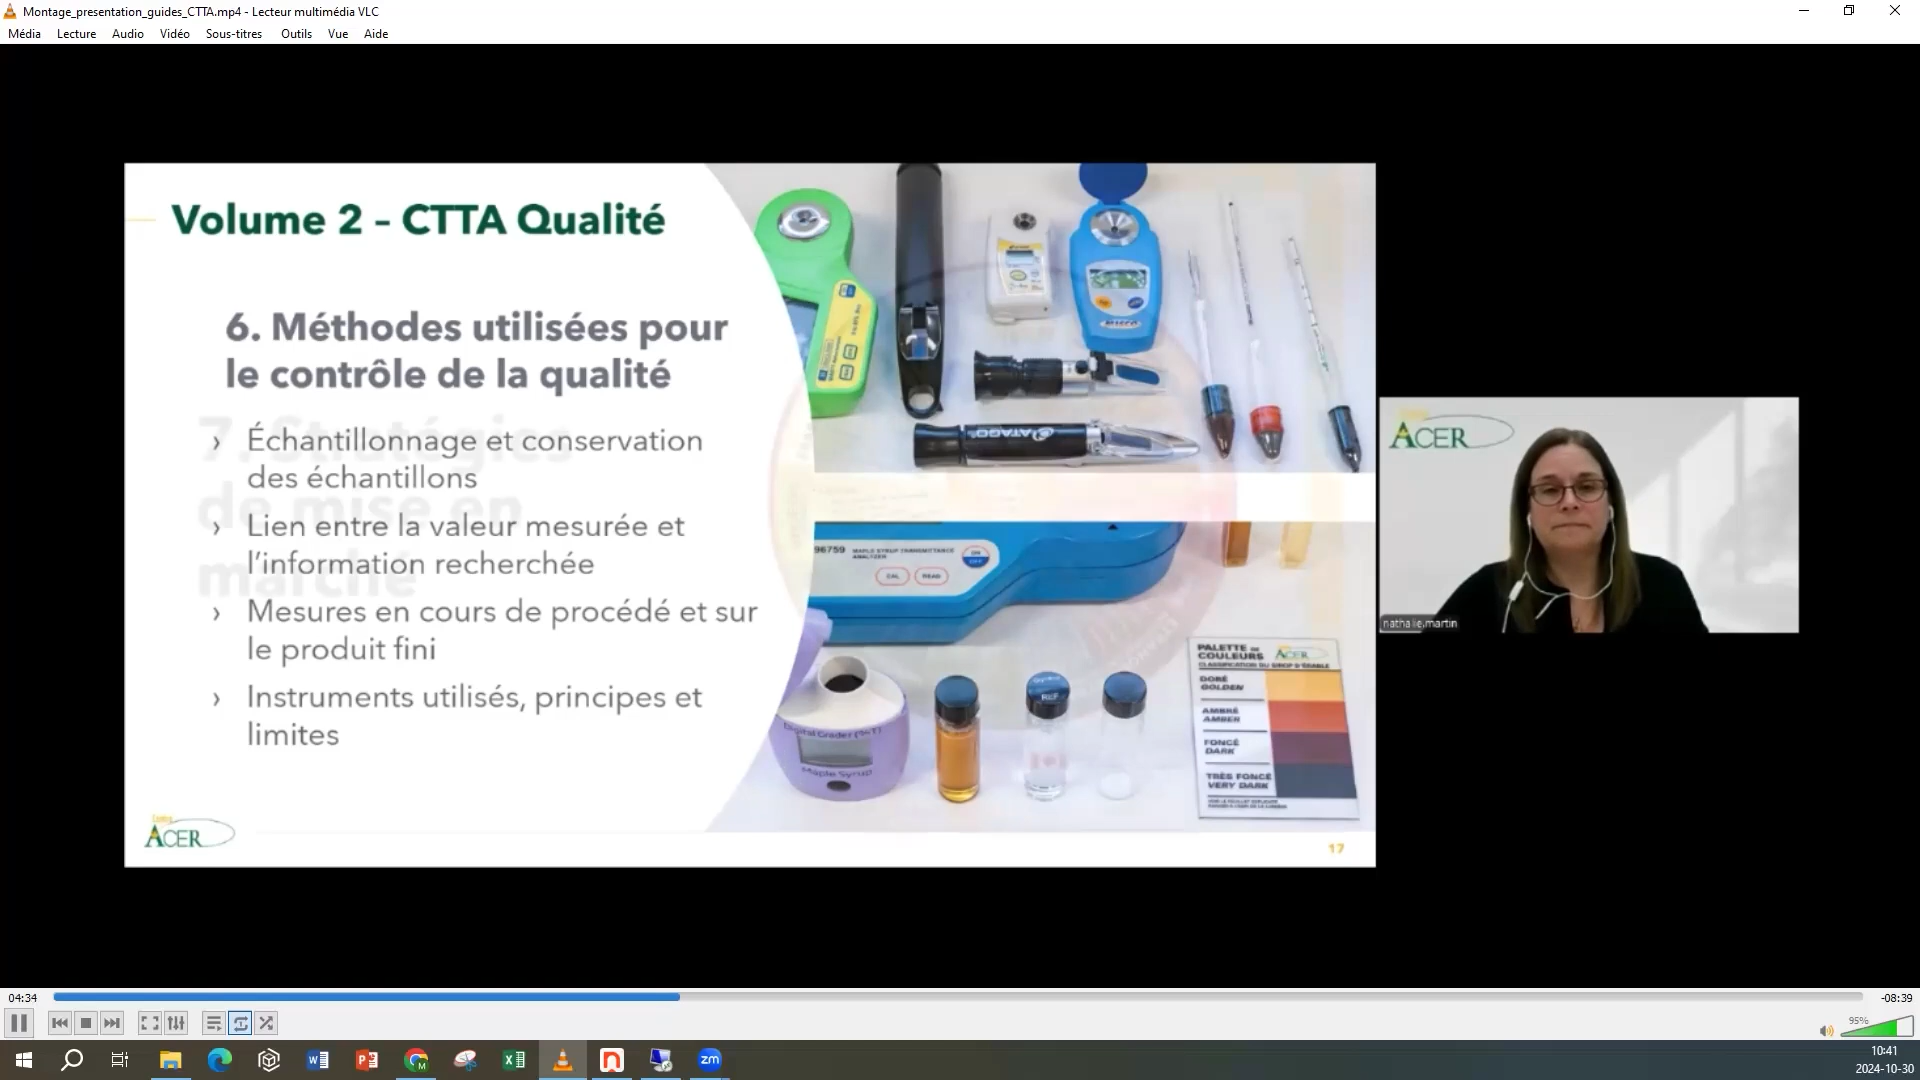 Montage_presentation_guides_CTTA.mp4 - Lecteur multimédia VLC
Média Lecture Audio Vidéo Sous-titres Outils Vue Aide
Volume 2 – CTTA Qualité
6. Méthodes utilisées pour
le contrôle de la qualité
7. Stratégies
de mise en
marché
› Échantillonnage et conservation
des échantillons
› Lien entre la valeur mesurée et
l’information recherchée
› Mesures en cours de procédé et sur
le produit fini
› Instruments utilisés, principes et
limites
Centre
ACER
17
MISCO
ATAGO
96759 MAPLE SYRUP TRANSMITTANCE
ANALYZER
ON
OFF
CAL
READ
Digital Grader (%T)
Maple Syrup
PALETTE DE
COULEURS
ACER
CLASSIFICATION DU SIROP D'ÉRABLE
DORÉ
GOLDEN
AMBRÉ
AMBER
FONCÉ
DARK
TRÈS FONCÉ
VERY DARK
ACER
nathalie.martin
04:34
-08:39
95%
10:41
2024-10-30